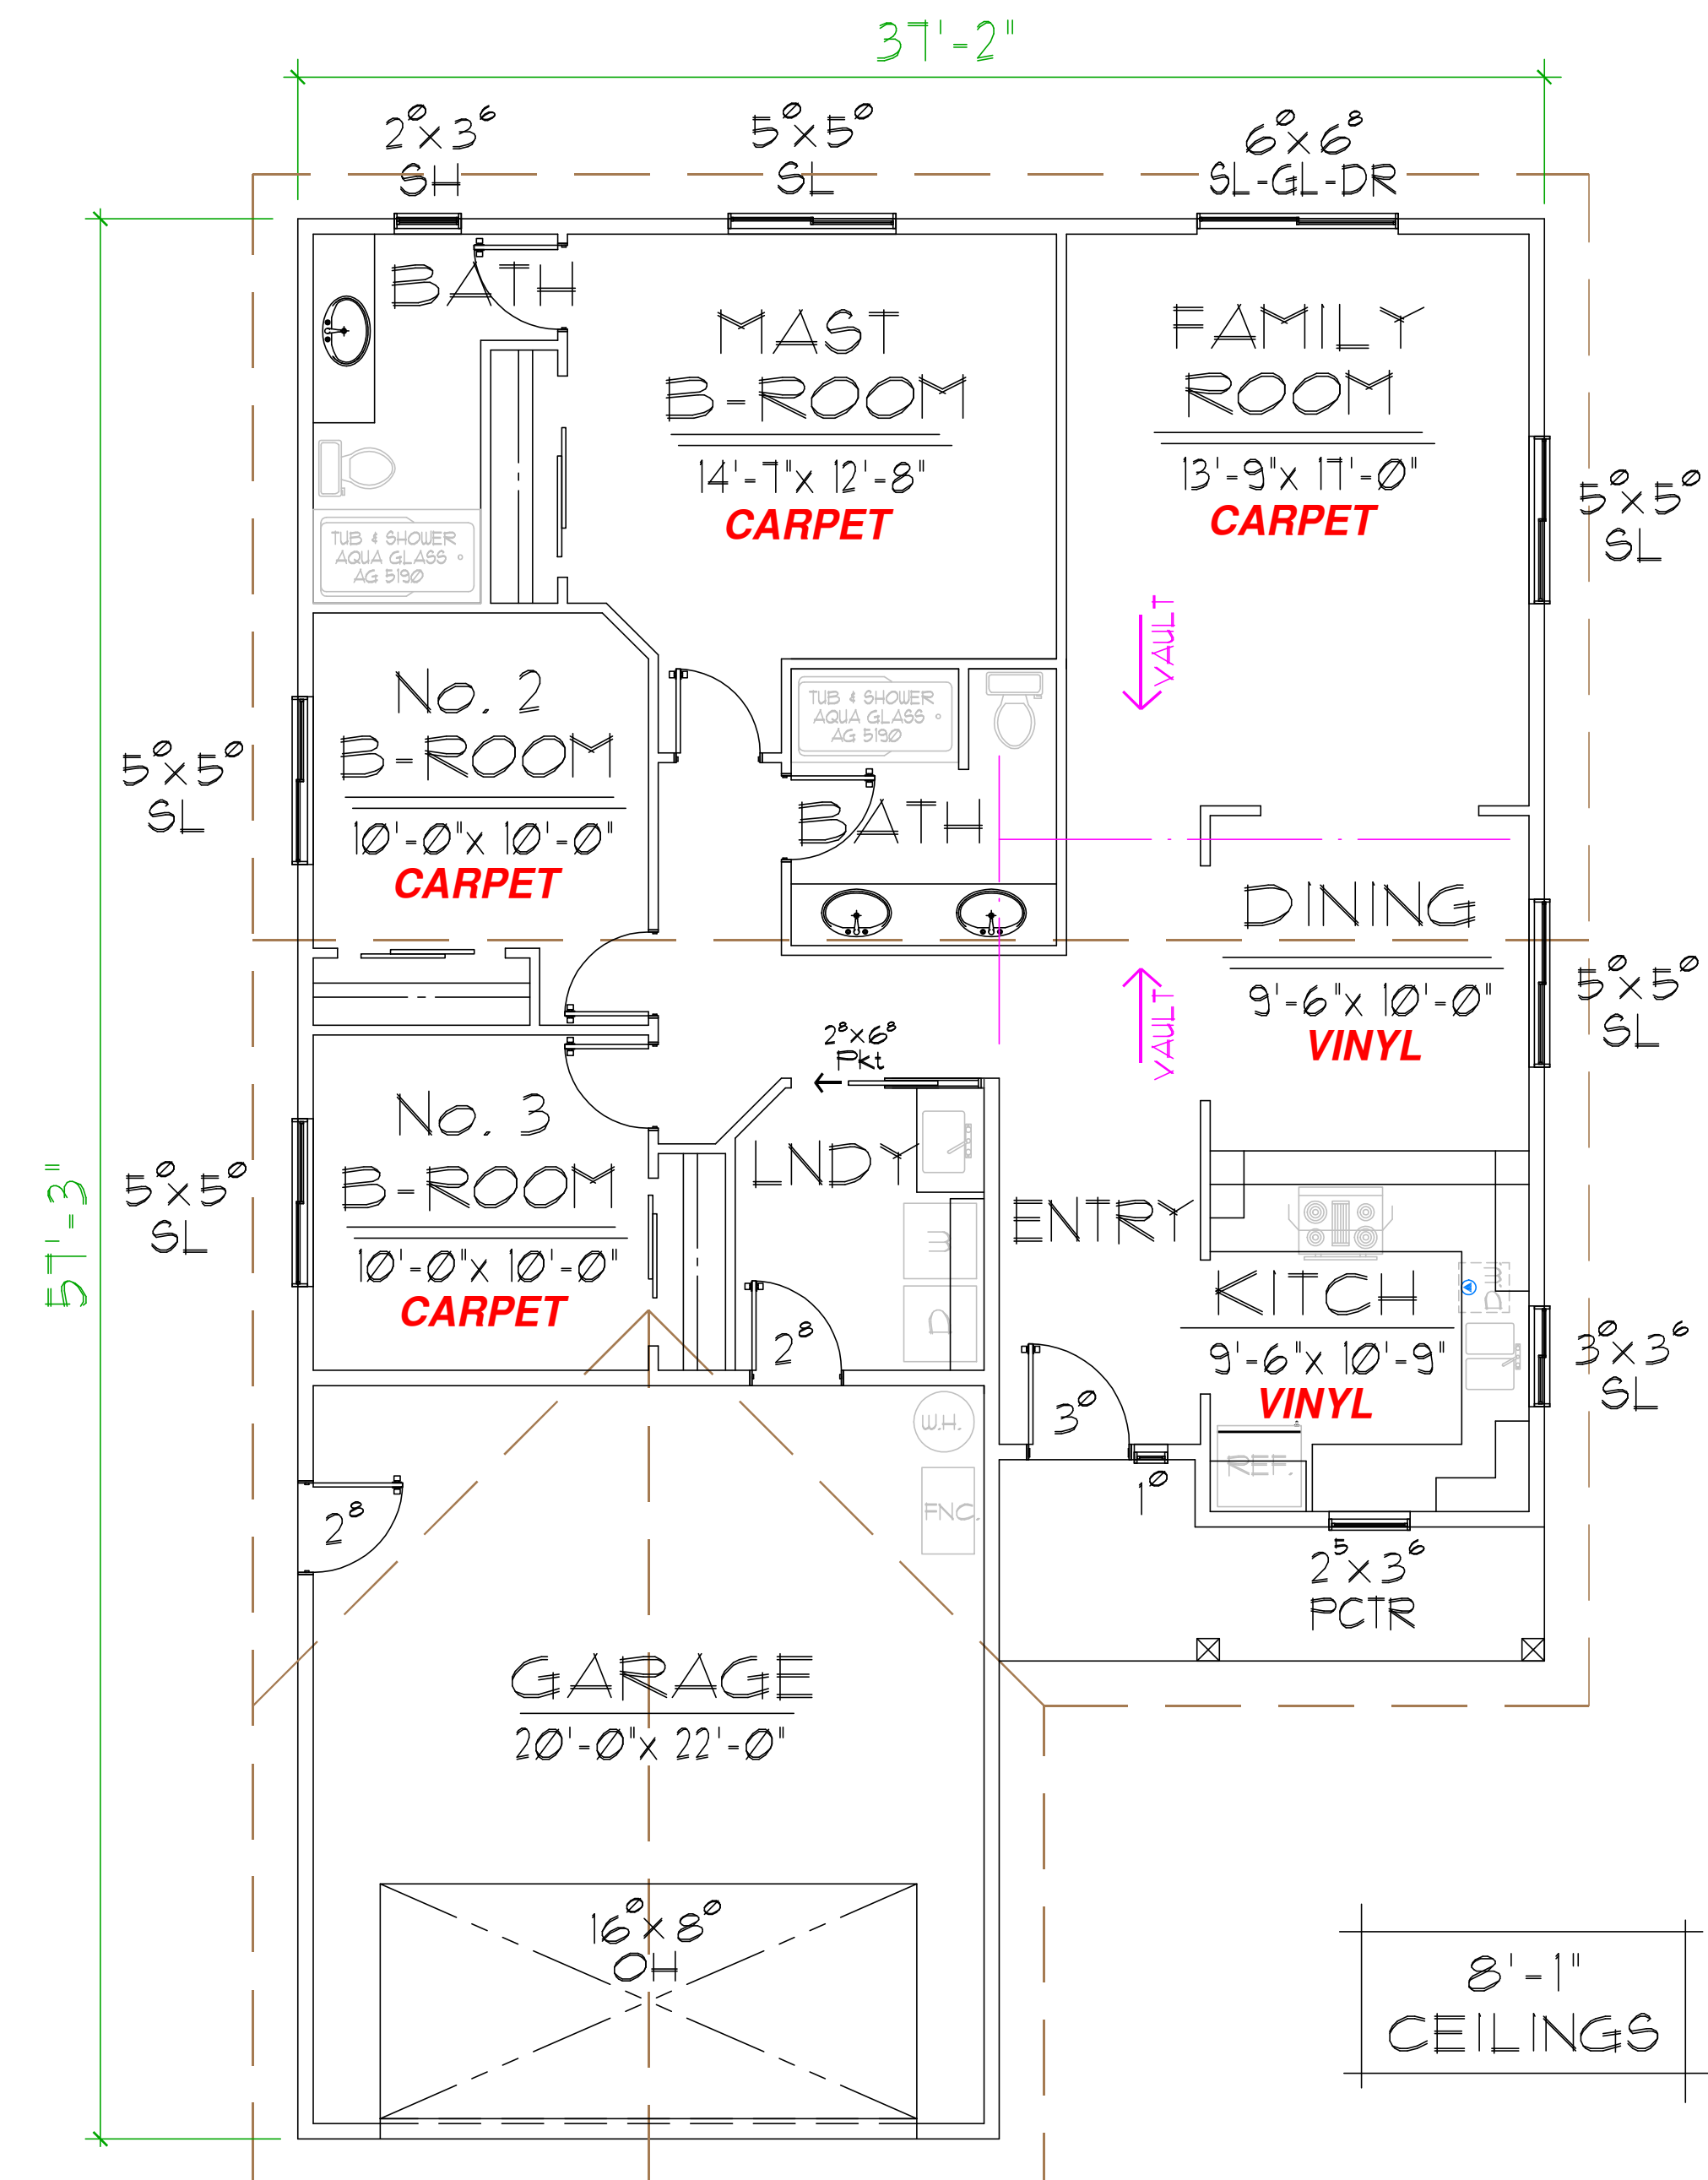 37'-2"
2⁰x3⁶
SH
5⁰x5⁰
SL
6⁰x6⁸
SL-GL-DR
BATH
MAST
B-ROOM
14'-7"x 12'-8"
CARPET
FAMILY
ROOM
13'-9"x 17'-0"
CARPET
5⁰x5⁰
SL
TUB & SHOWER
AQUA GLASS
AG 5190
VAULT
No. 2
B-ROOM
10'-0"x 10'-0"
CARPET
5⁰x5⁰
SL
TUB & SHOWER
AQUA GLASS
AG 5190
BATH
DINING
9'-6"x 10'-0"
VINYL
5⁰x5⁰
SL
VAULT
2⁸x6⁸
Pkt
No. 3
B-ROOM
10'-0"x 10'-0"
CARPET
5⁰x5⁰
SL
57'-3"
LNDY
W
D
2⁸
ENTRY
KITCH
9'-6"x 10'-9"
VINYL
D.W.
3⁰x3⁶
SL
3⁰
W.H.
REF.
1⁰
FNC.
2⁸
2⁵x3⁶
PCTR
GARAGE
20'-0"x 22'-0"
16⁰x8⁰
OH
8'-1"
CEILINGS